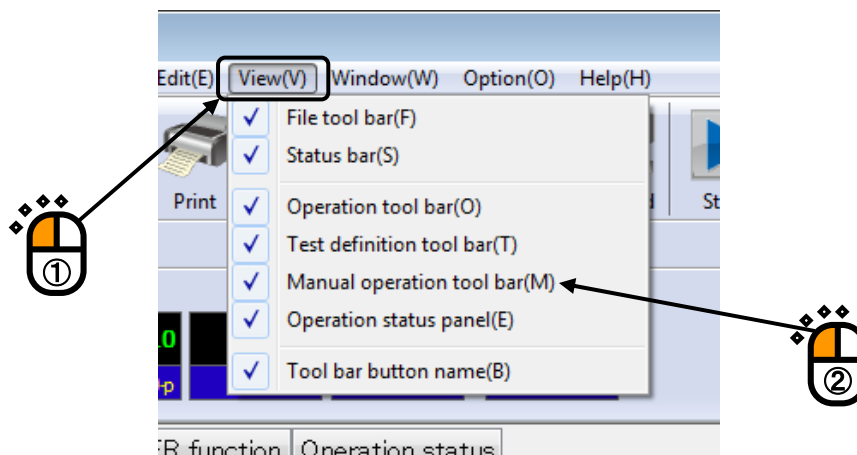 Edit(E) View(V) Window(W) Option(O) Help(H)
File tool bar(F)
Status bar(S)
Print
Operation tool bar(O)
Test definition tool bar(T)
Manual operation tool bar(M)
Operation status panel(E)
Tool bar button name(B)
①
②
function Operation status